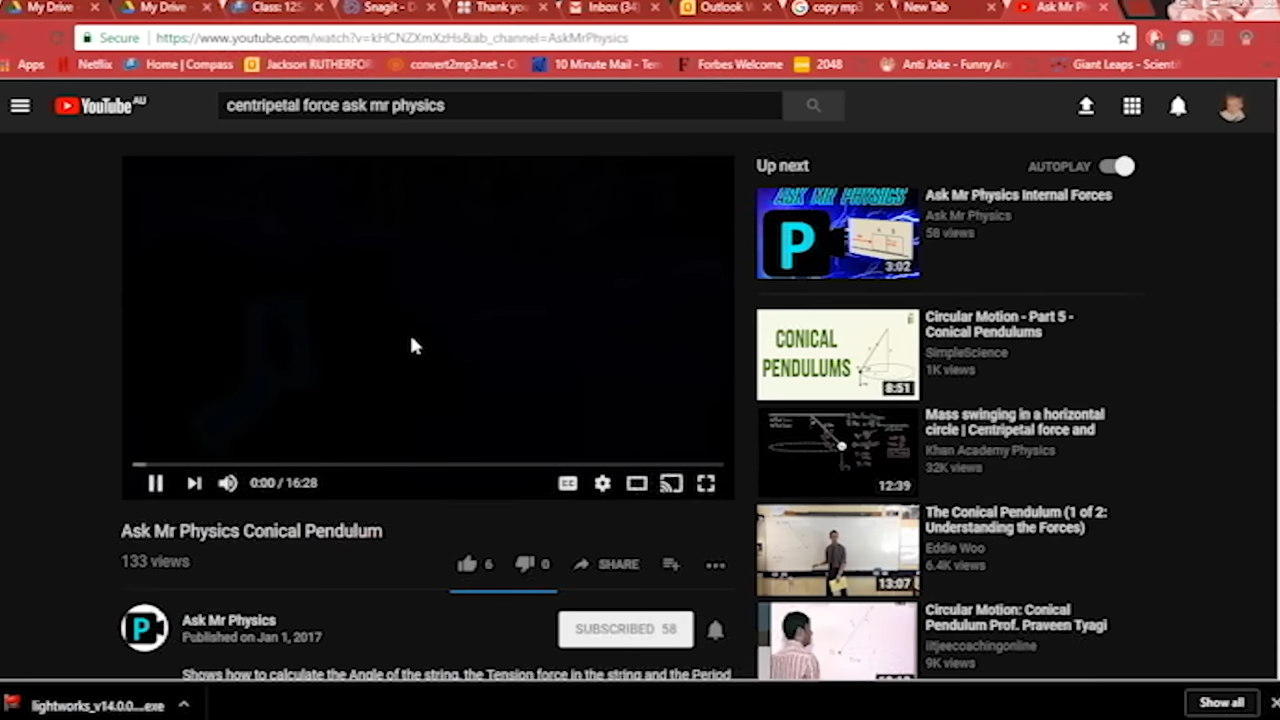 My Drive - My Drive - Class: 12S Snagit - D Thank you Inbox (34) Outlook copy mp3 New Tab Ask Mr P
Secure https://www.youtube.com/watch?v=kHCNZXmXzHs&ab_channel=AskMrPhysics
Apps Netflix Home | Compass Jackson RUTHERFOR convert2mp3.net - 10 Minute Mail - Tem Forbes Welcome 2048 Anti Joke - Funny An Giant Leaps - Scienti
YouTube AU centripetal force ask mr physics
Up next AUTOPLAY
ASK MR PHYSICS
P
3:02
Ask Mr Physics Internal Forces
Ask Mr Physics
58 views
CONICAL
PENDULUMS
8:51
Circular Motion - Part 5 -
Conical Pendulums
SimpleScience
1K views
12:39
Mass swinging in a horizontal
circle | Centripetal force and
Khan Academy Physics
32K views
13:07
The Conical Pendulum (1 of 2:
Understanding the Forces)
Eddie Woo
6.4K views
Circular Motion: Conical
Pendulum Prof. Praveen Tyagi
iitjeecoachingonline
9K views
CC
0:00 / 16:28
Ask Mr Physics Conical Pendulum
133 views
6 0 SHARE
P
Ask Mr Physics
Published on Jan 1, 2017
SUBSCRIBED 58
Shows how to calculate the Angle of the string, the Tension force in the string and the Period
lightworks_v14.0.0....exe Show all